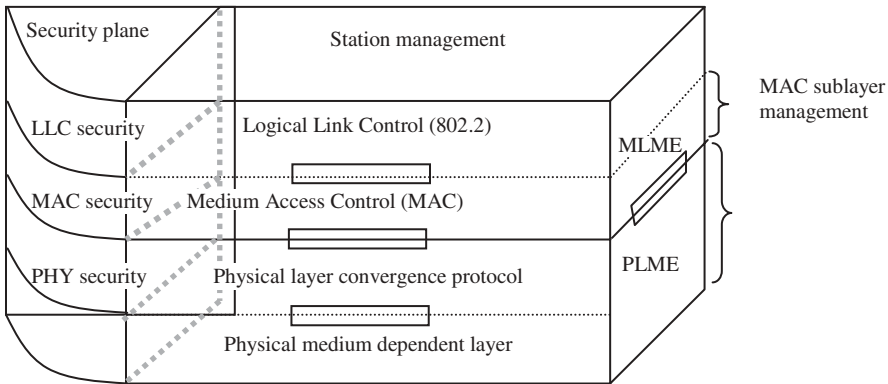 Security plane
Station management
MAC sublayer
management
LLC security
Logical Link Control (802.2)
MLME
MAC security
Medium Access Control (MAC)
PHY security
Physical layer convergence protocol
PLME
Physical medium dependent layer